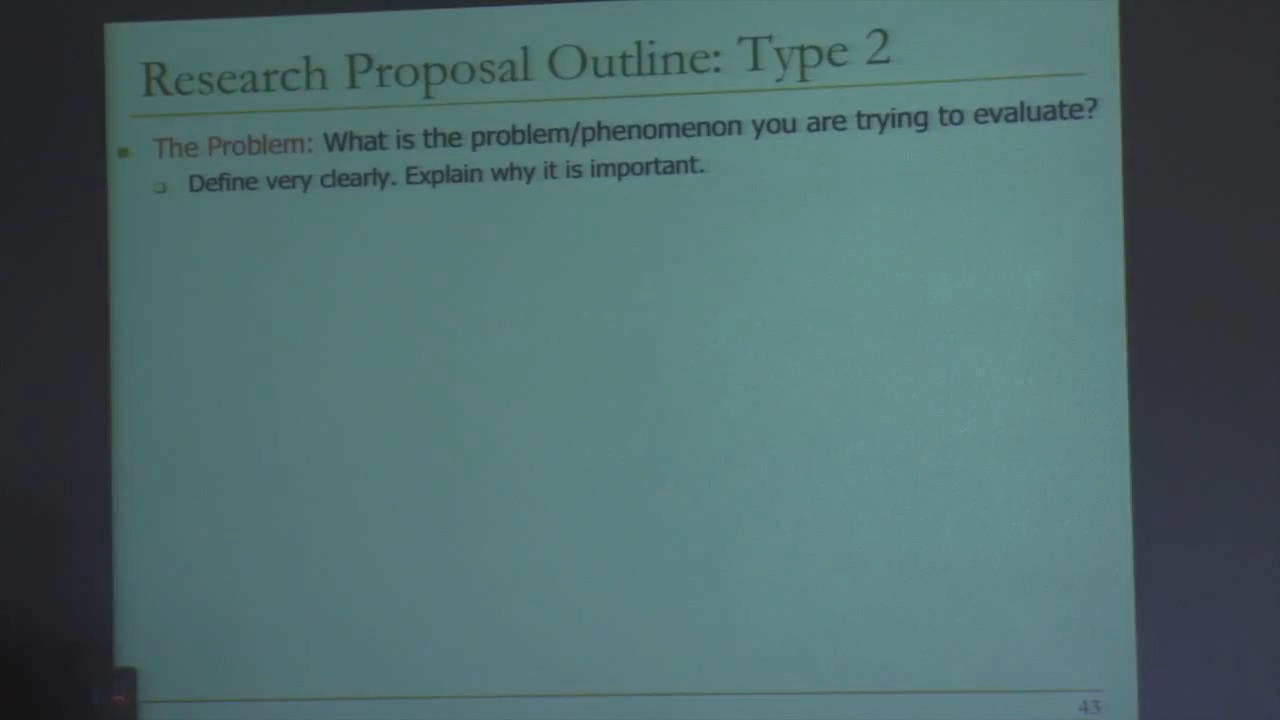 Research Proposal Outline: Type 2
The Problem: What is the problem/phenomenon you are trying to evaluate?
Define very clearly. Explain why it is important.
43